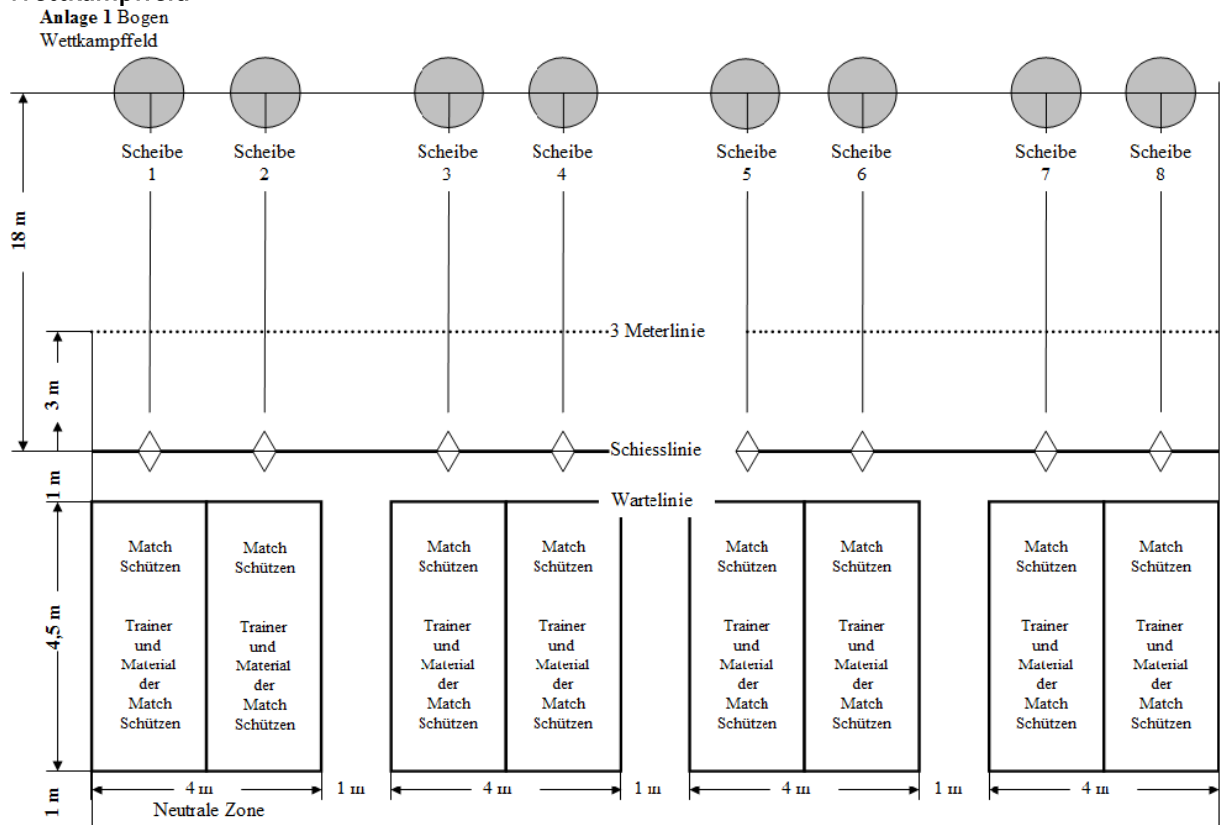 Anlage 1 Bogen
Wettkampffeld
Scheibe
1
Scheibe
2
Scheibe
3
Scheibe
4
Scheibe
5
Scheibe
6
Scheibe
7
Scheibe
8
18 m
3 Meterlinie
3 m
Schiesslinie
1 m
Wartelinie
Match
Schützen
Match
Schützen
Match
Schützen
Match
Schützen
Match
Schützen
Match
Schützen
Match
Schützen
Match
Schützen
4,5 m
Trainer
und
Material
der
Match
Schützen
Trainer
und
Material
der
Match
Schützen
Trainer
und
Material
der
Match
Schützen
Trainer
und
Material
der
Match
Schützen
Trainer
und
Material
der
Match
Schützen
Trainer
und
Material
der
Match
Schützen
Trainer
und
Material
der
Match
Schützen
Trainer
und
Material
der
Match
Schützen
4 m
1 m
4 m
1 m
4 m
1 m
4 m
1 m
Neutrale Zone